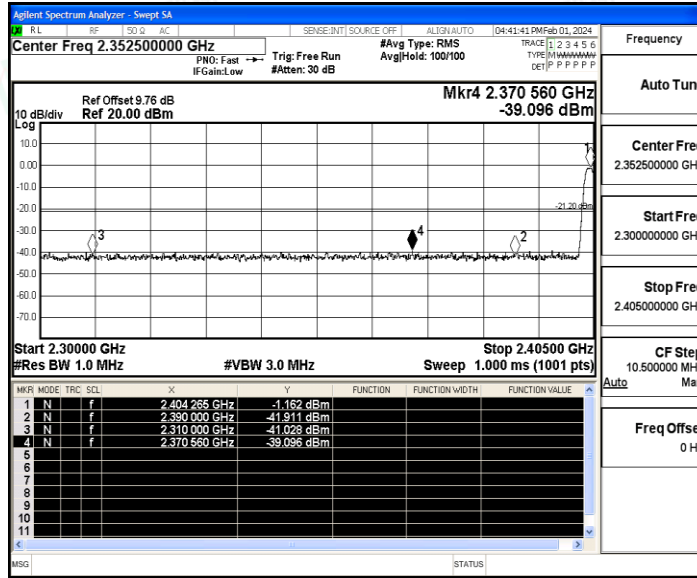 Agilent Spectrum Analyzer - Swept SA
RL RF 50 Ω AC SENSE:INT SOURCE OFF ALIGN AUTO 04:41:41 PM Feb 01, 2024
Center Freq 2.352500000 GHz
PNO: Fast
IFGain:Low
Trig: Free Run
#Atten: 30 dB
#Avg Type: RMS
Avg|Hold: 100/100
TRACE 1 2 3 4 5 6
TYPE M WWWWW
DET P P P P P P
Ref Offset 9.76 dB
10 dB/div Ref 20.00 dBm
Log
Mkr4 2.370 560 GHz
-39.096 dBm
10.0
0.00
-10.0
-20.0
-30.0
-40.0
-50.0
-60.0
-70.0
1
-21.20 dBm
3
4
2
Start 2.30000 GHz Stop 2.40500 GHz
#Res BW 1.0 MHz #VBW 3.0 MHz Sweep 1.000 ms (1001 pts)
MKR MODE TRC SCL X Y FUNCTION FUNCTION WIDTH FUNCTION VALUE
1 N f 2.404 265 GHz -1.162 dBm
2 N f 2.390 000 GHz -41.911 dBm
3 N f 2.310 000 GHz -41.028 dBm
4 N f 2.370 560 GHz -39.096 dBm
5
6
7
8
9
10
11
MSG STATUS
Frequency
Auto Tun
Center Fre
2.352500000 GH
Start Fre
2.300000000 GH
Stop Fre
2.405000000 GH
CF Step
10.500000 MH
Auto Ma
Freq Offse
0 H